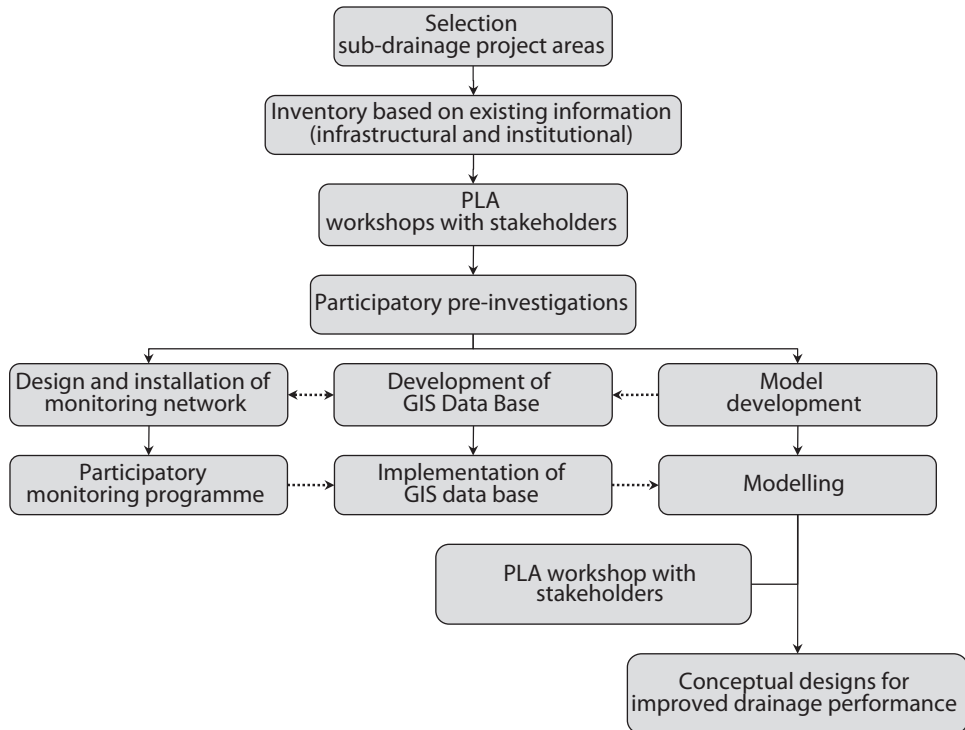 Selection
sub-drainage project areas
Inventory based on existing information
(infrastructural and institutional)
PLA
workshops with stakeholders
Participatory pre-investigations
Design and installation of
monitoring network
Development of
GIS Data Base
Model
development
Participatory
monitoring programme
Implementation of
GIS data base
Modelling
PLA workshop with
stakeholders
Conceptual designs for
improved drainage performance